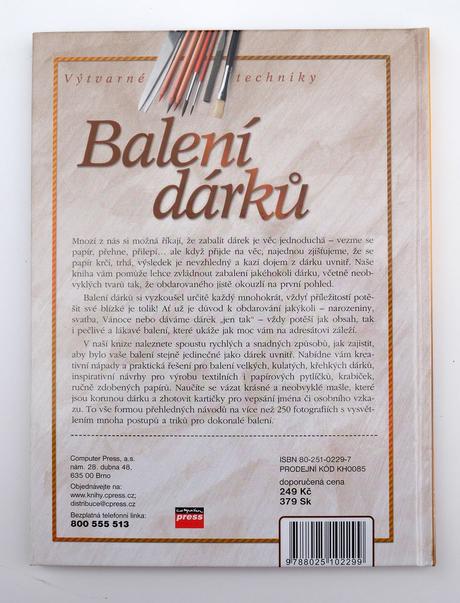 Výtvarné techniky
Balení
dárků
Mnozí z nás si možná říkají, že zabalit dárek je věc jednoduchá – vezme se
papír, přehne, přilepí... ale když přijde na věc, najednou zjišťujeme, že se
papír krčí, trhá, výsledek je nevzhledný a kazí dojem z dárku uvnitř. Naše
kniha vám pomůže lehce zvládnout zabalení jakéhokoli dárku, včetně neob-
vyklých tvarů tak, že obdarovaného jistě okouzlí na první pohled.
Balení dárků si vyzkoušel určitě každý mnohokrát, vždyť příležitostí potě-
šit své blízké je tolik! Ať už je důvod k obdarování jakýkoli – narozeniny,
svatba, Vánoce nebo dáváme dárek „jen tak“ – vždy potěší jak obsah, tak
i pečlivé a lákavé balení, které ukáže jak moc vám na adresátovi záleží.
V naší knize naleznete spoustu rychlých a snadných způsobů, jak zajistit,
aby bylo vaše balení stejně jedinečné jako dárek uvnitř. Nabídne vám krea-
tivní nápady a praktická řešení pro balení velkých, kulatých, křehkých dárků,
inspirativní návrhy pro výrobu textilních i papírových pytlíčků, krabiček,
ručně zdobených papírů. Naučíte se vázat krásné a neobvyklé mašle, které
jsou korunou dárku a zhotovit kartičky pro vepsání jména či osobního vzka-
zu. To vše formou přehledných návodů na více než 250 fotografiích s vysvět-
lením mnoha postupů a triků pro dokonalé balení.
Computer Press, a.s.
nám. 28. dubna 48,
635 00 Brno
Objednávejte na:
www.knihy.cpress.cz;
distribuce@cpress.cz
Bezplatná telefonní linka:
800 555 513
computer
press
ISBN 80-251-0229-7
PRODEJNÍ KÓD KH0085
doporučená cena
249 Kč
379 Sk
9788025102299